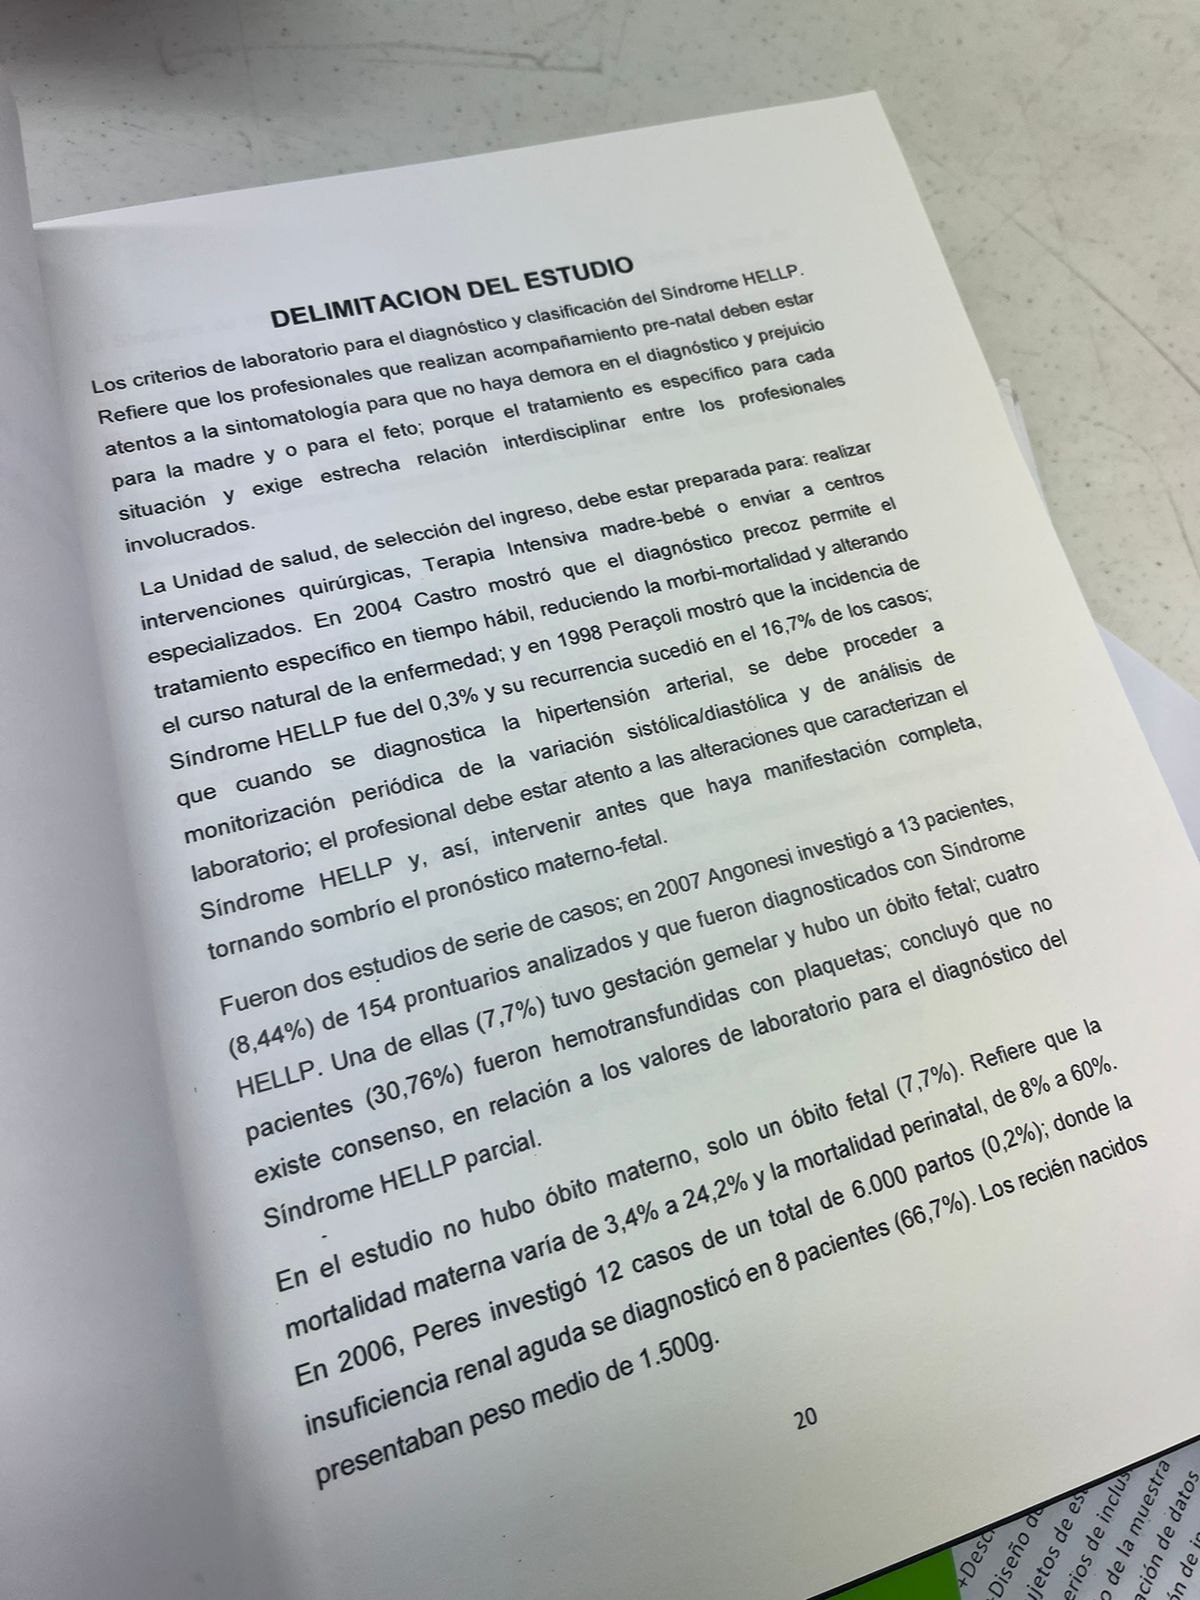 DELIMITACION DEL ESTUDIO
Los criterios de laboratorio para el diagnóstico y clasificación del Síndrome HELLP.
Refiere que los profesionales que realizan acompañamiento pre-natal deben estar
atentos a la sintomatología para que no haya demora en el diagnóstico y prejuicio
para la madre y o para el feto; porque el tratamiento es específico para cada
situación y exige estrecha relación interdisciplinar entre los profesionales
involucrados.
La Unidad de salud, de selección del ingreso, debe estar preparada para: realizar
intervenciones quirúrgicas, Terapia Intensiva madre-bebé o enviar a centros
especializados. En 2004 Castro mostró que el diagnóstico precoz permite el
tratamiento específico en tiempo hábil, reduciendo la morbi-mortalidad y alterando
el curso natural de la enfermedad; y en 1998 Peraçoli mostró que la incidencia de
Síndrome HELLP fue del 0,3% y su recurrencia sucedió en el 16,7% de los casos;
que cuando se diagnostica la hipertensión arterial, se debe proceder a
monitorización periódica de la variación sistólica/diastólica y de análisis de
laboratorio; el profesional debe estar atento a las alteraciones que caracterizan el
Síndrome HELLP y, así, intervenir antes que haya manifestación completa,
tornando sombrío el pronóstico materno-fetal.
Fueron dos estudios de serie de casos; en 2007 Angonesi investigó a 13 pacientes,
(8,44%) de 154 prontuarios analizados y que fueron diagnosticados con Síndrome
HELLP. Una de ellas (7,7%) tuvo gestación gemelar y hubo un óbito fetal; cuatro
pacientes (30,76%) fueron hemotransfundidas con plaquetas; concluyó que no
existe consenso, en relación a los valores de laboratorio para el diagnóstico del
Síndrome HELLP parcial.
En el estudio no hubo óbito materno, solo un óbito fetal (7,7%). Refiere que la
mortalidad materna varía de 3,4% a 24,2% y la mortalidad perinatal, de 8% a 60%.
En 2006, Peres investigó 12 casos de un total de 6.000 partos (0,2%); donde la
insuficiencia renal aguda se diagnosticó en 8 pacientes (66,7%). Los recién nacidos
presentaban peso medio de 1.500g.
20
+Desc
+Diseño d
ujetos de es
erios de inclus
o de la muestra
ación de datos
ón de i